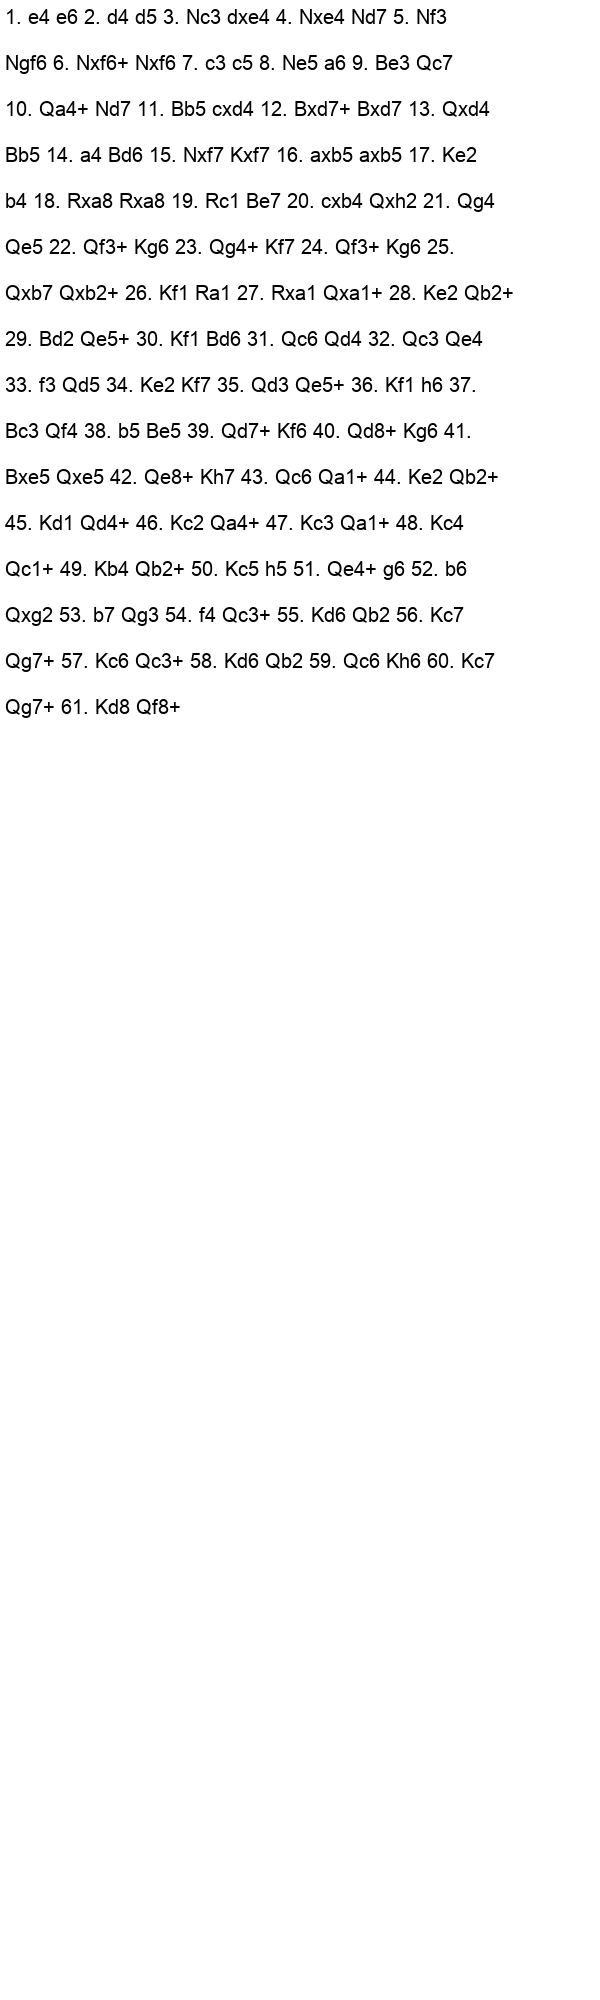 1. e4 e6 2. d4 d5 3. Nc3 dxe4 4. Nxe4 Nd7 5. Nf3
Ngf6 6. Nxf6+ Nxf6 7. c3 c5 8. Ne5 a6 9. Be3 Qc7
10. Qa4+ Nd7 11. Bb5 cxd4 12. Bxd7+ Bxd7 13. Qxd4
Bb5 14. a4 Bd6 15. Nxf7 Kxf7 16. axb5 axb5 17. Ke2
b4 18. Rxa8 Rxa8 19. Rc1 Be7 20. cxb4 Qxh2 21. Qg4
Qe5 22. Qf3+ Kg6 23. Qg4+ Kf7 24. Qf3+ Kg6 25.
Qxb7 Qxb2+ 26. Kf1 Ra1 27. Rxa1 Qxa1+ 28. Ke2 Qb2+
29. Bd2 Qe5+ 30. Kf1 Bd6 31. Qc6 Qd4 32. Qc3 Qe4
33. f3 Qd5 34. Ke2 Kf7 35. Qd3 Qe5+ 36. Kf1 h6 37.
Bc3 Qf4 38. b5 Be5 39. Qd7+ Kf6 40. Qd8+ Kg6 41.
Bxe5 Qxe5 42. Qe8+ Kh7 43. Qc6 Qa1+ 44. Ke2 Qb2+
45. Kd1 Qd4+ 46. Kc2 Qa4+ 47. Kc3 Qa1+ 48. Kc4
Qc1+ 49. Kb4 Qb2+ 50. Kc5 h5 51. Qe4+ g6 52. b6
Qxg2 53. b7 Qg3 54. f4 Qc3+ 55. Kd6 Qb2 56. Kc7
Qg7+ 57. Kc6 Qc3+ 58. Kd6 Qb2 59. Qc6 Kh6 60. Kc7
Qg7+ 61. Kd8 Qf8+